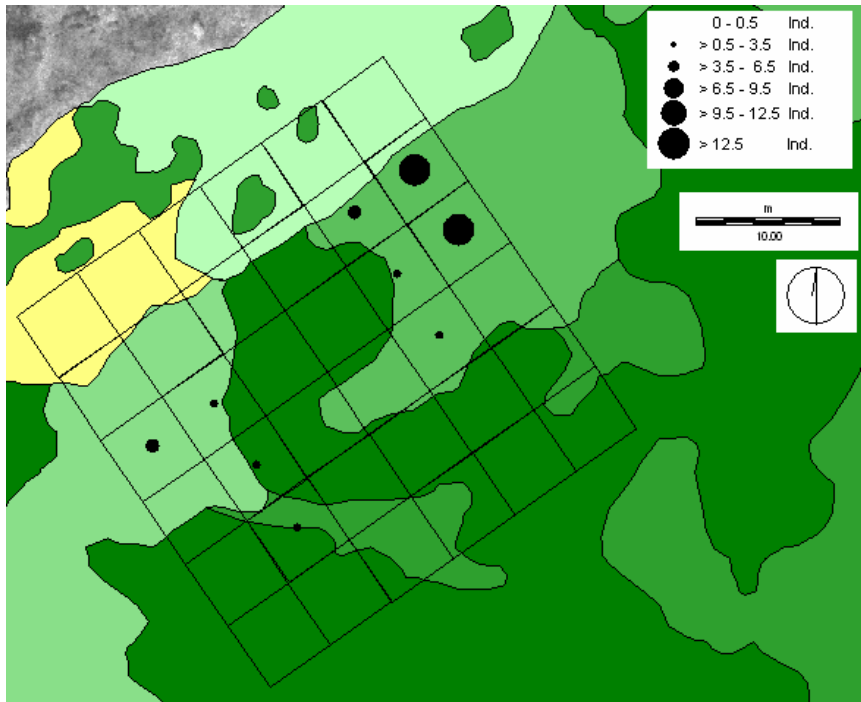 0 - 0.5 Ind.
> 0.5 - 3.5 Ind.
> 3.5 - 6.5 Ind.
> 6.5 - 9.5 Ind.
> 9.5 - 12.5 Ind.
> 12.5 Ind.
m
10.00